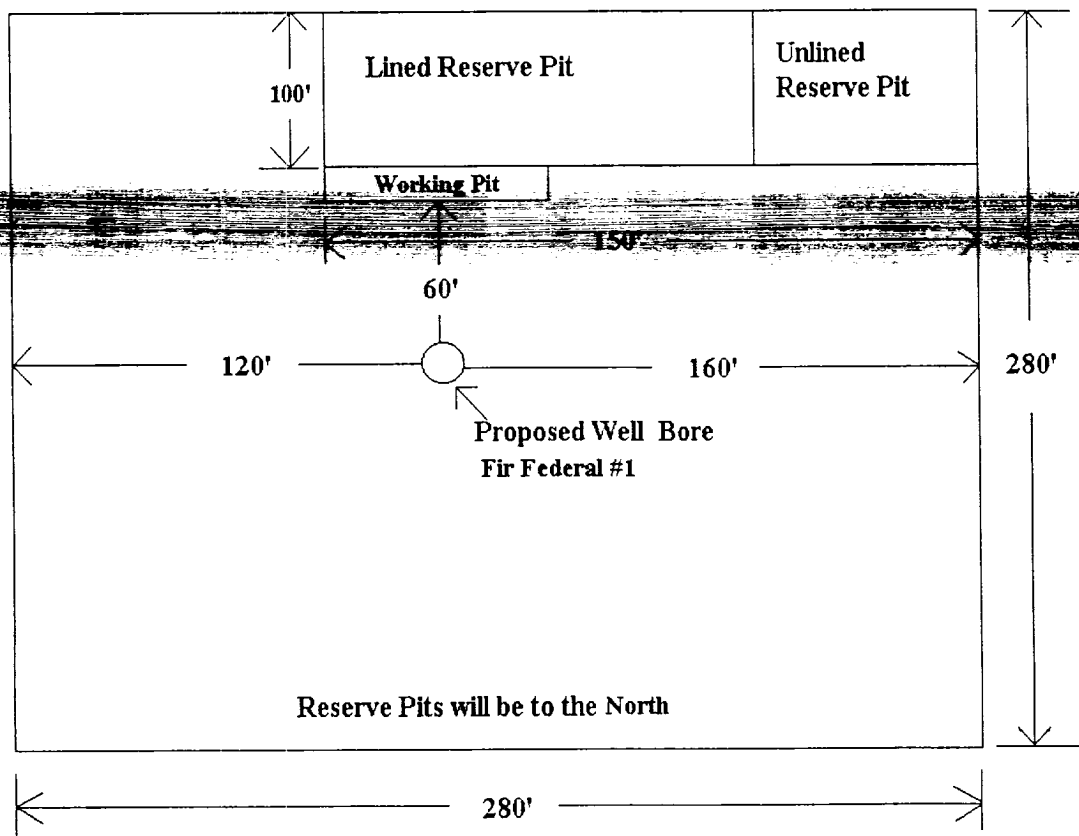 Lined Reserve Pit
Unlined
Reserve Pit
100'
Working Pit
150'
60'
120'
160'
280'
Proposed Well Bore
Fir Federal #1
Reserve Pits will be to the North
280'